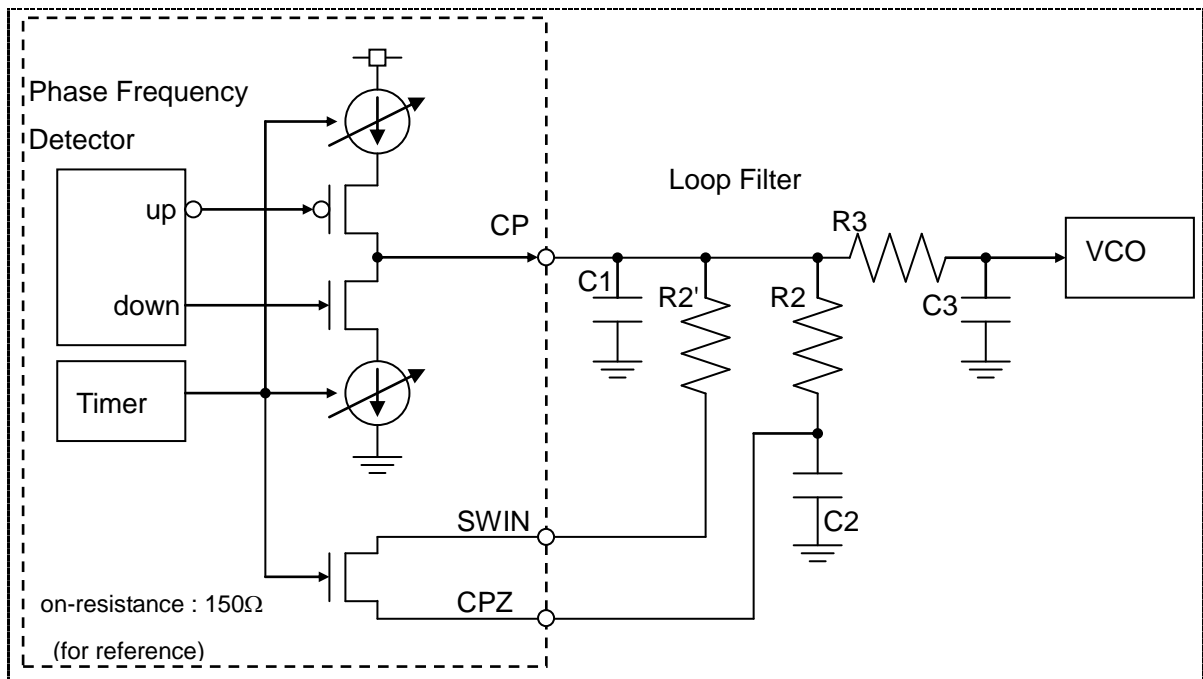 Phase Frequency
Detector
up
down
Timer
CP
SWIN
CPZ
on-resistance : 150Ω
(for reference)
Loop Filter
C1
R2'
R2
R3
C3
C2
VCO